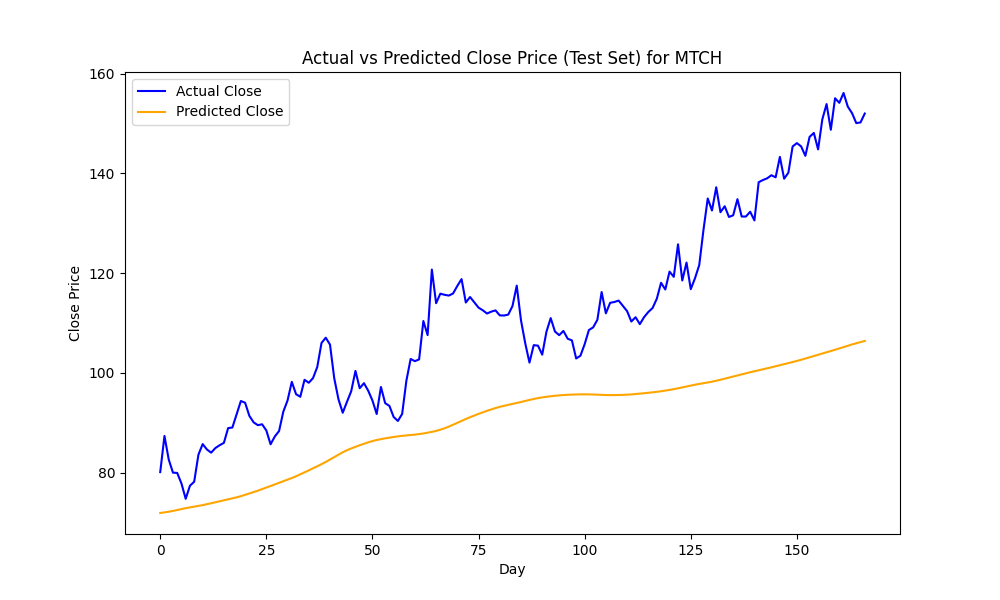 Actual vs Predicted Close Price (Test Set) for MTCH
Actual Close
Predicted Close
160
140
120
100
80
Close Price
0 25 50 75 100 125 150
Day